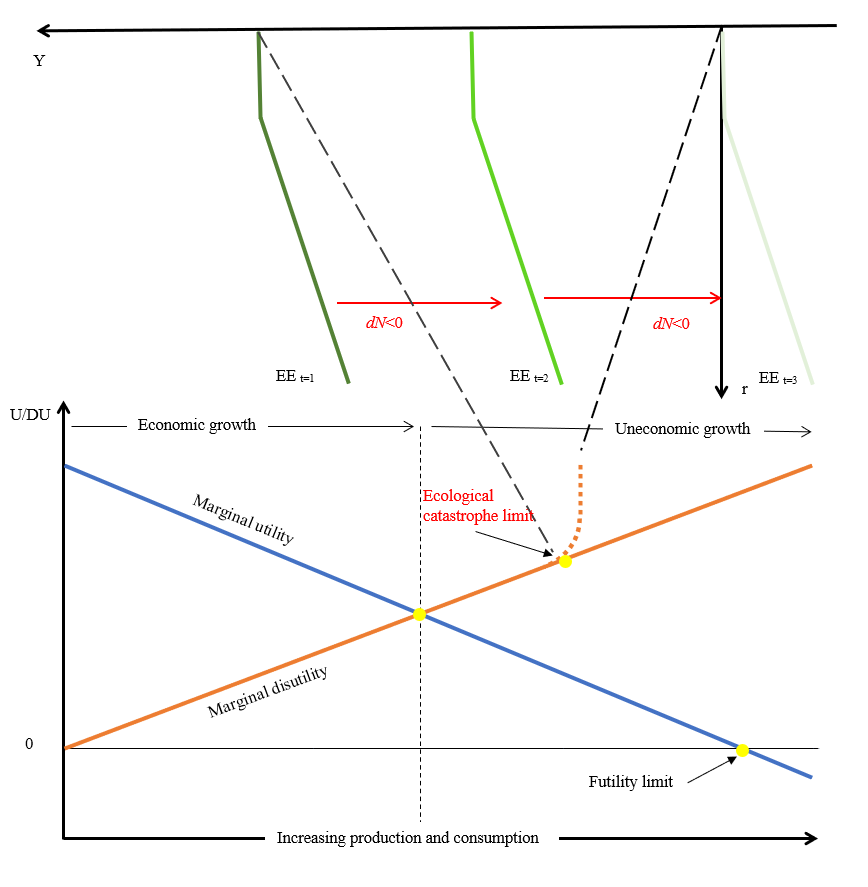 Y
dN<0
dN<0
EE t=1
EE t=2
EE t=3
r
U/DU
Economic growth
Uneconomic growth
Ecological
catastrophe limit
Marginal utility
Marginal disutility
0
Futility limit
Increasing production and consumption